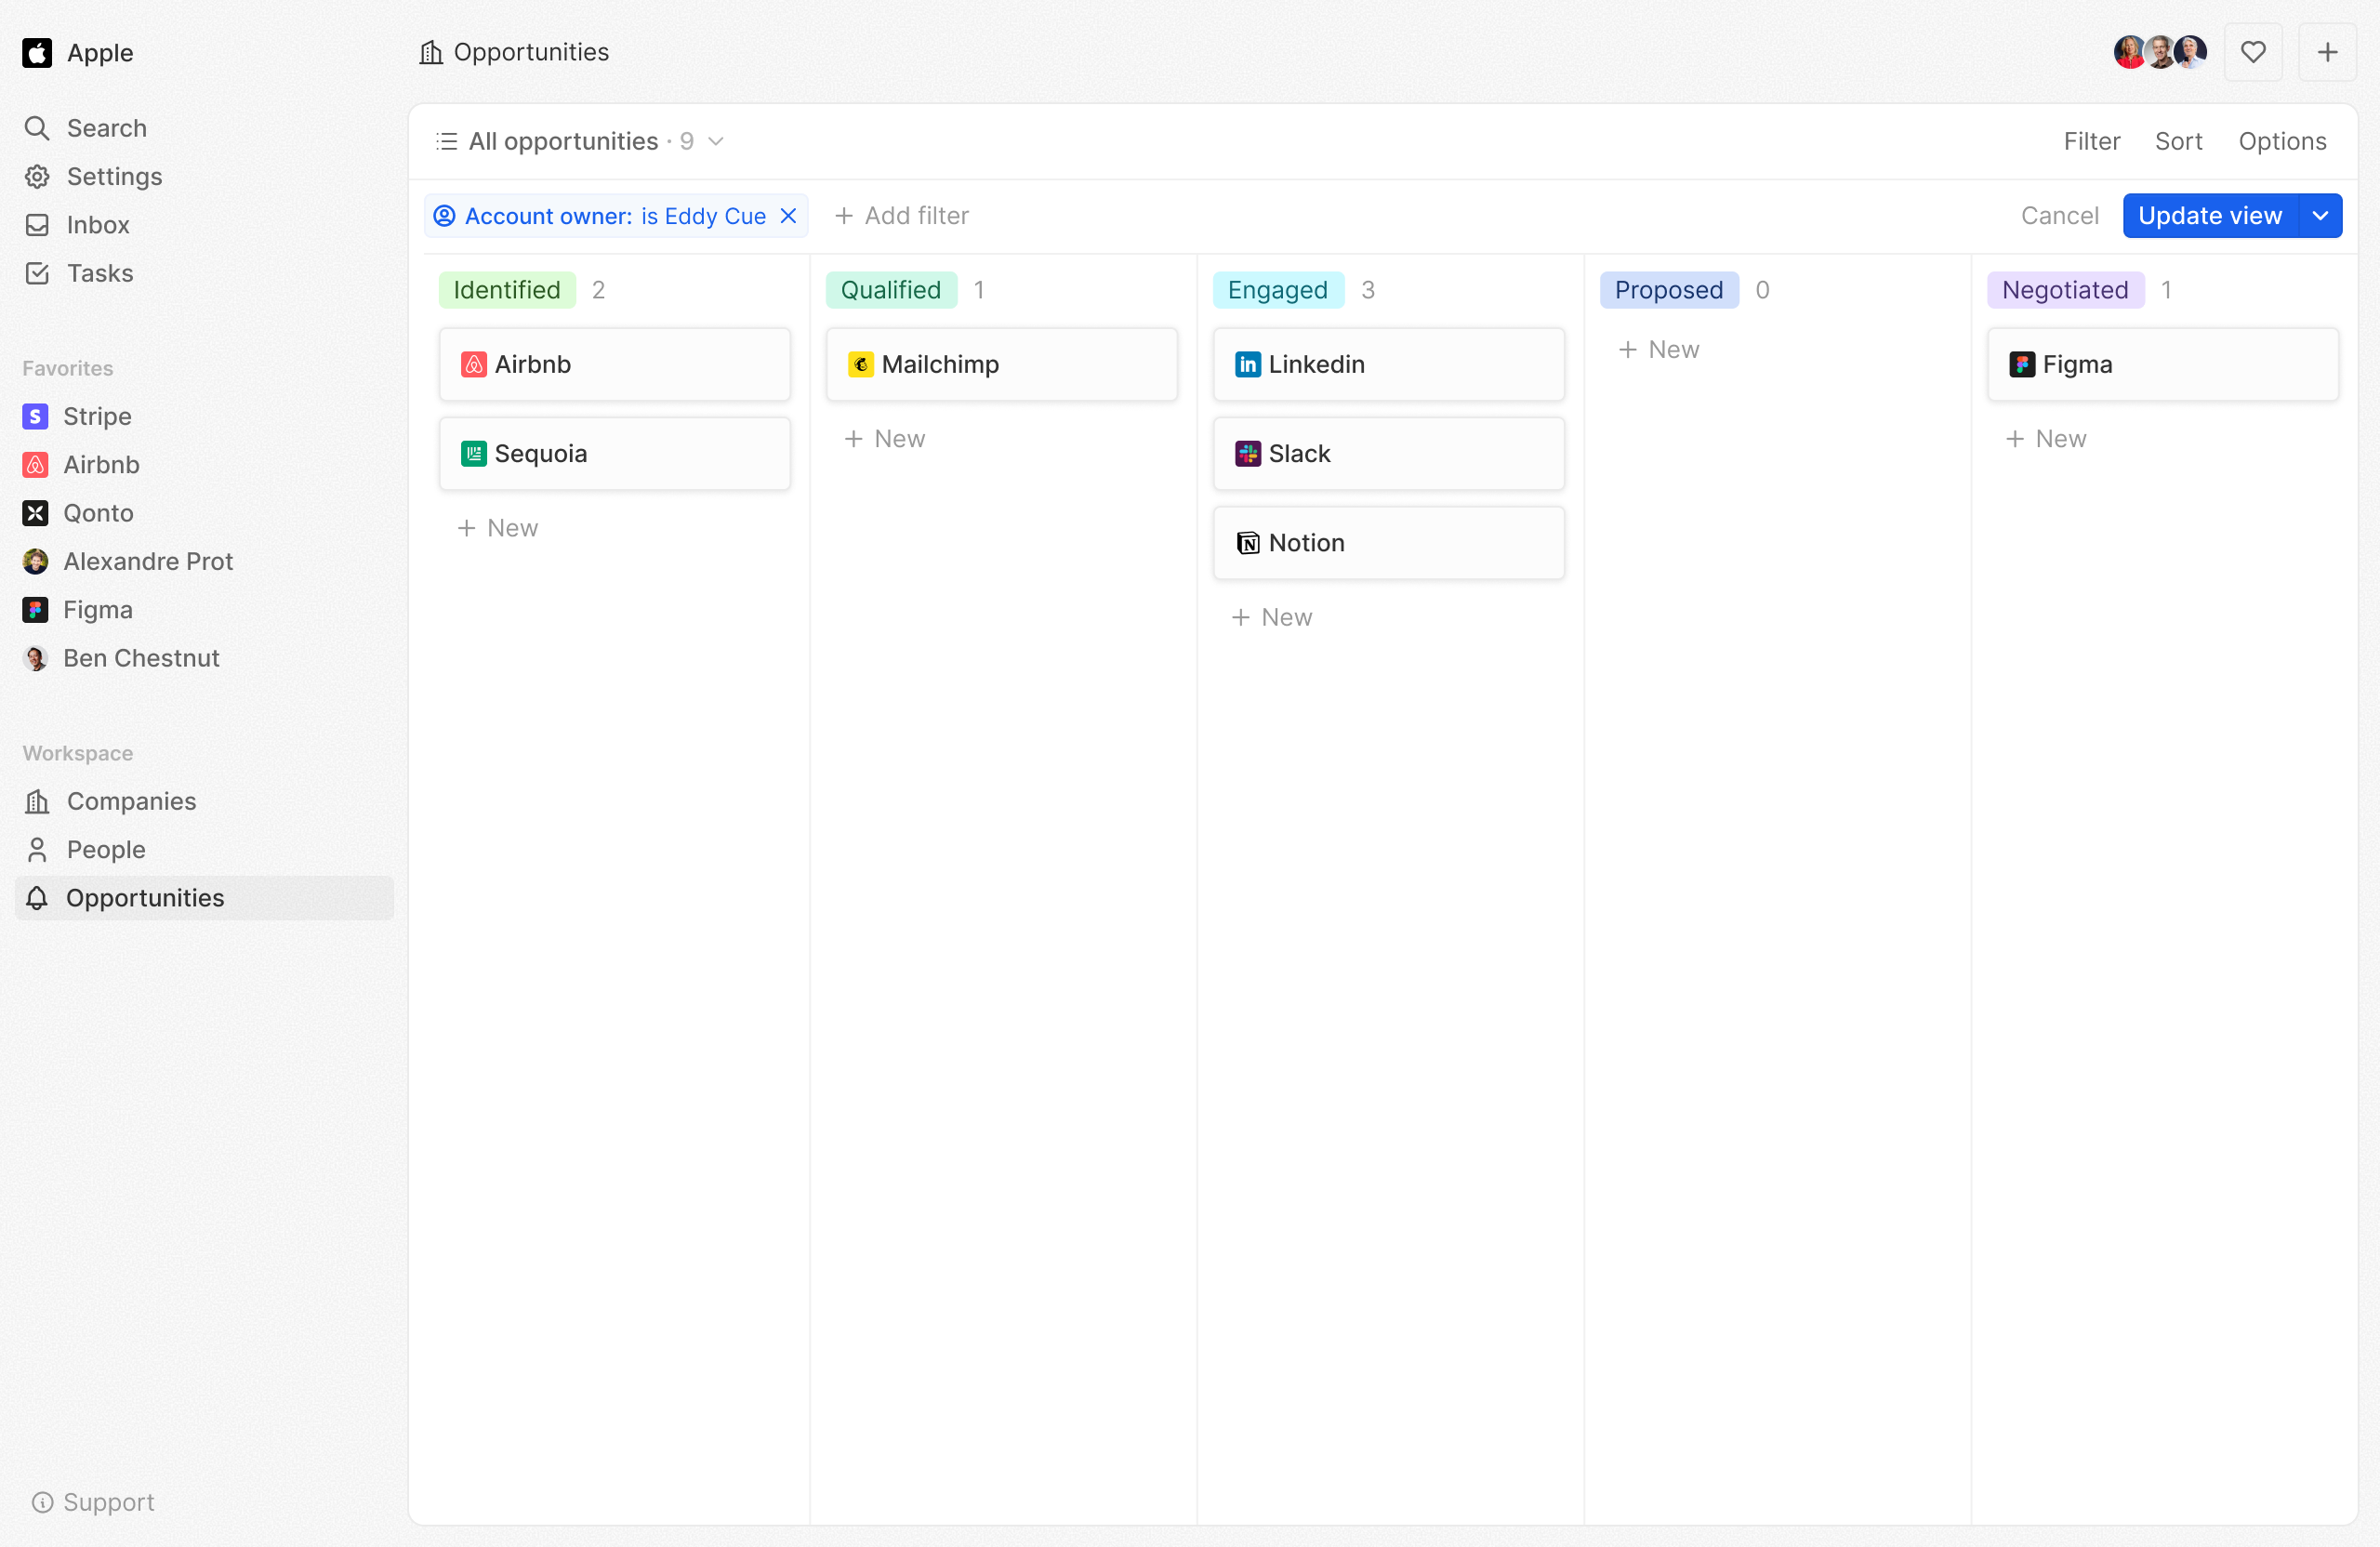 Apple
Search
Settings
Inbox
Tasks
Favorites
Stripe
Airbnb
Qonto
Alexandre Prot
Figma
Ben Chestnut
Workspace
Companies
People
Opportunities
Support
Opportunities
All opportunities · 9
Filter Sort Options
Account owner: is Eddy Cue
Add filter
Cancel Update view
Identified 2
Airbnb
Sequoia
New
Qualified 1
Mailchimp
New
Engaged 3
Linkedin
Slack
Notion
New
Proposed 0
New
Negotiated 1
Figma
New